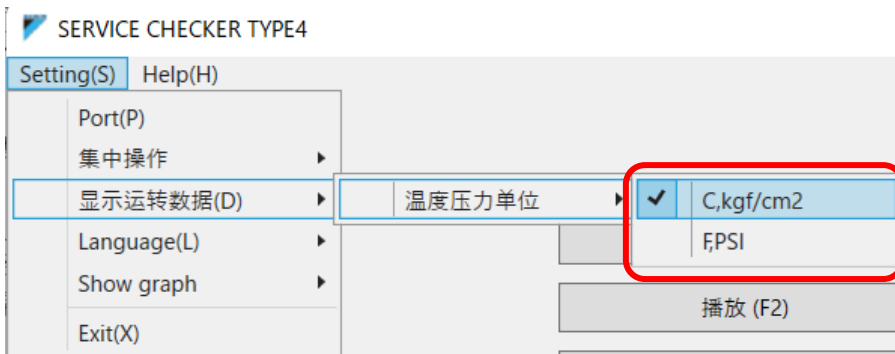 SERVICE CHECKER TYPE4
Setting(S) Help(H)
Port(P)
集中操作
显示运转数据(D) 温度压力单位 C,kgf/cm2
Language(L) F,PSI
Show graph
播放 (F2)
Exit(X)